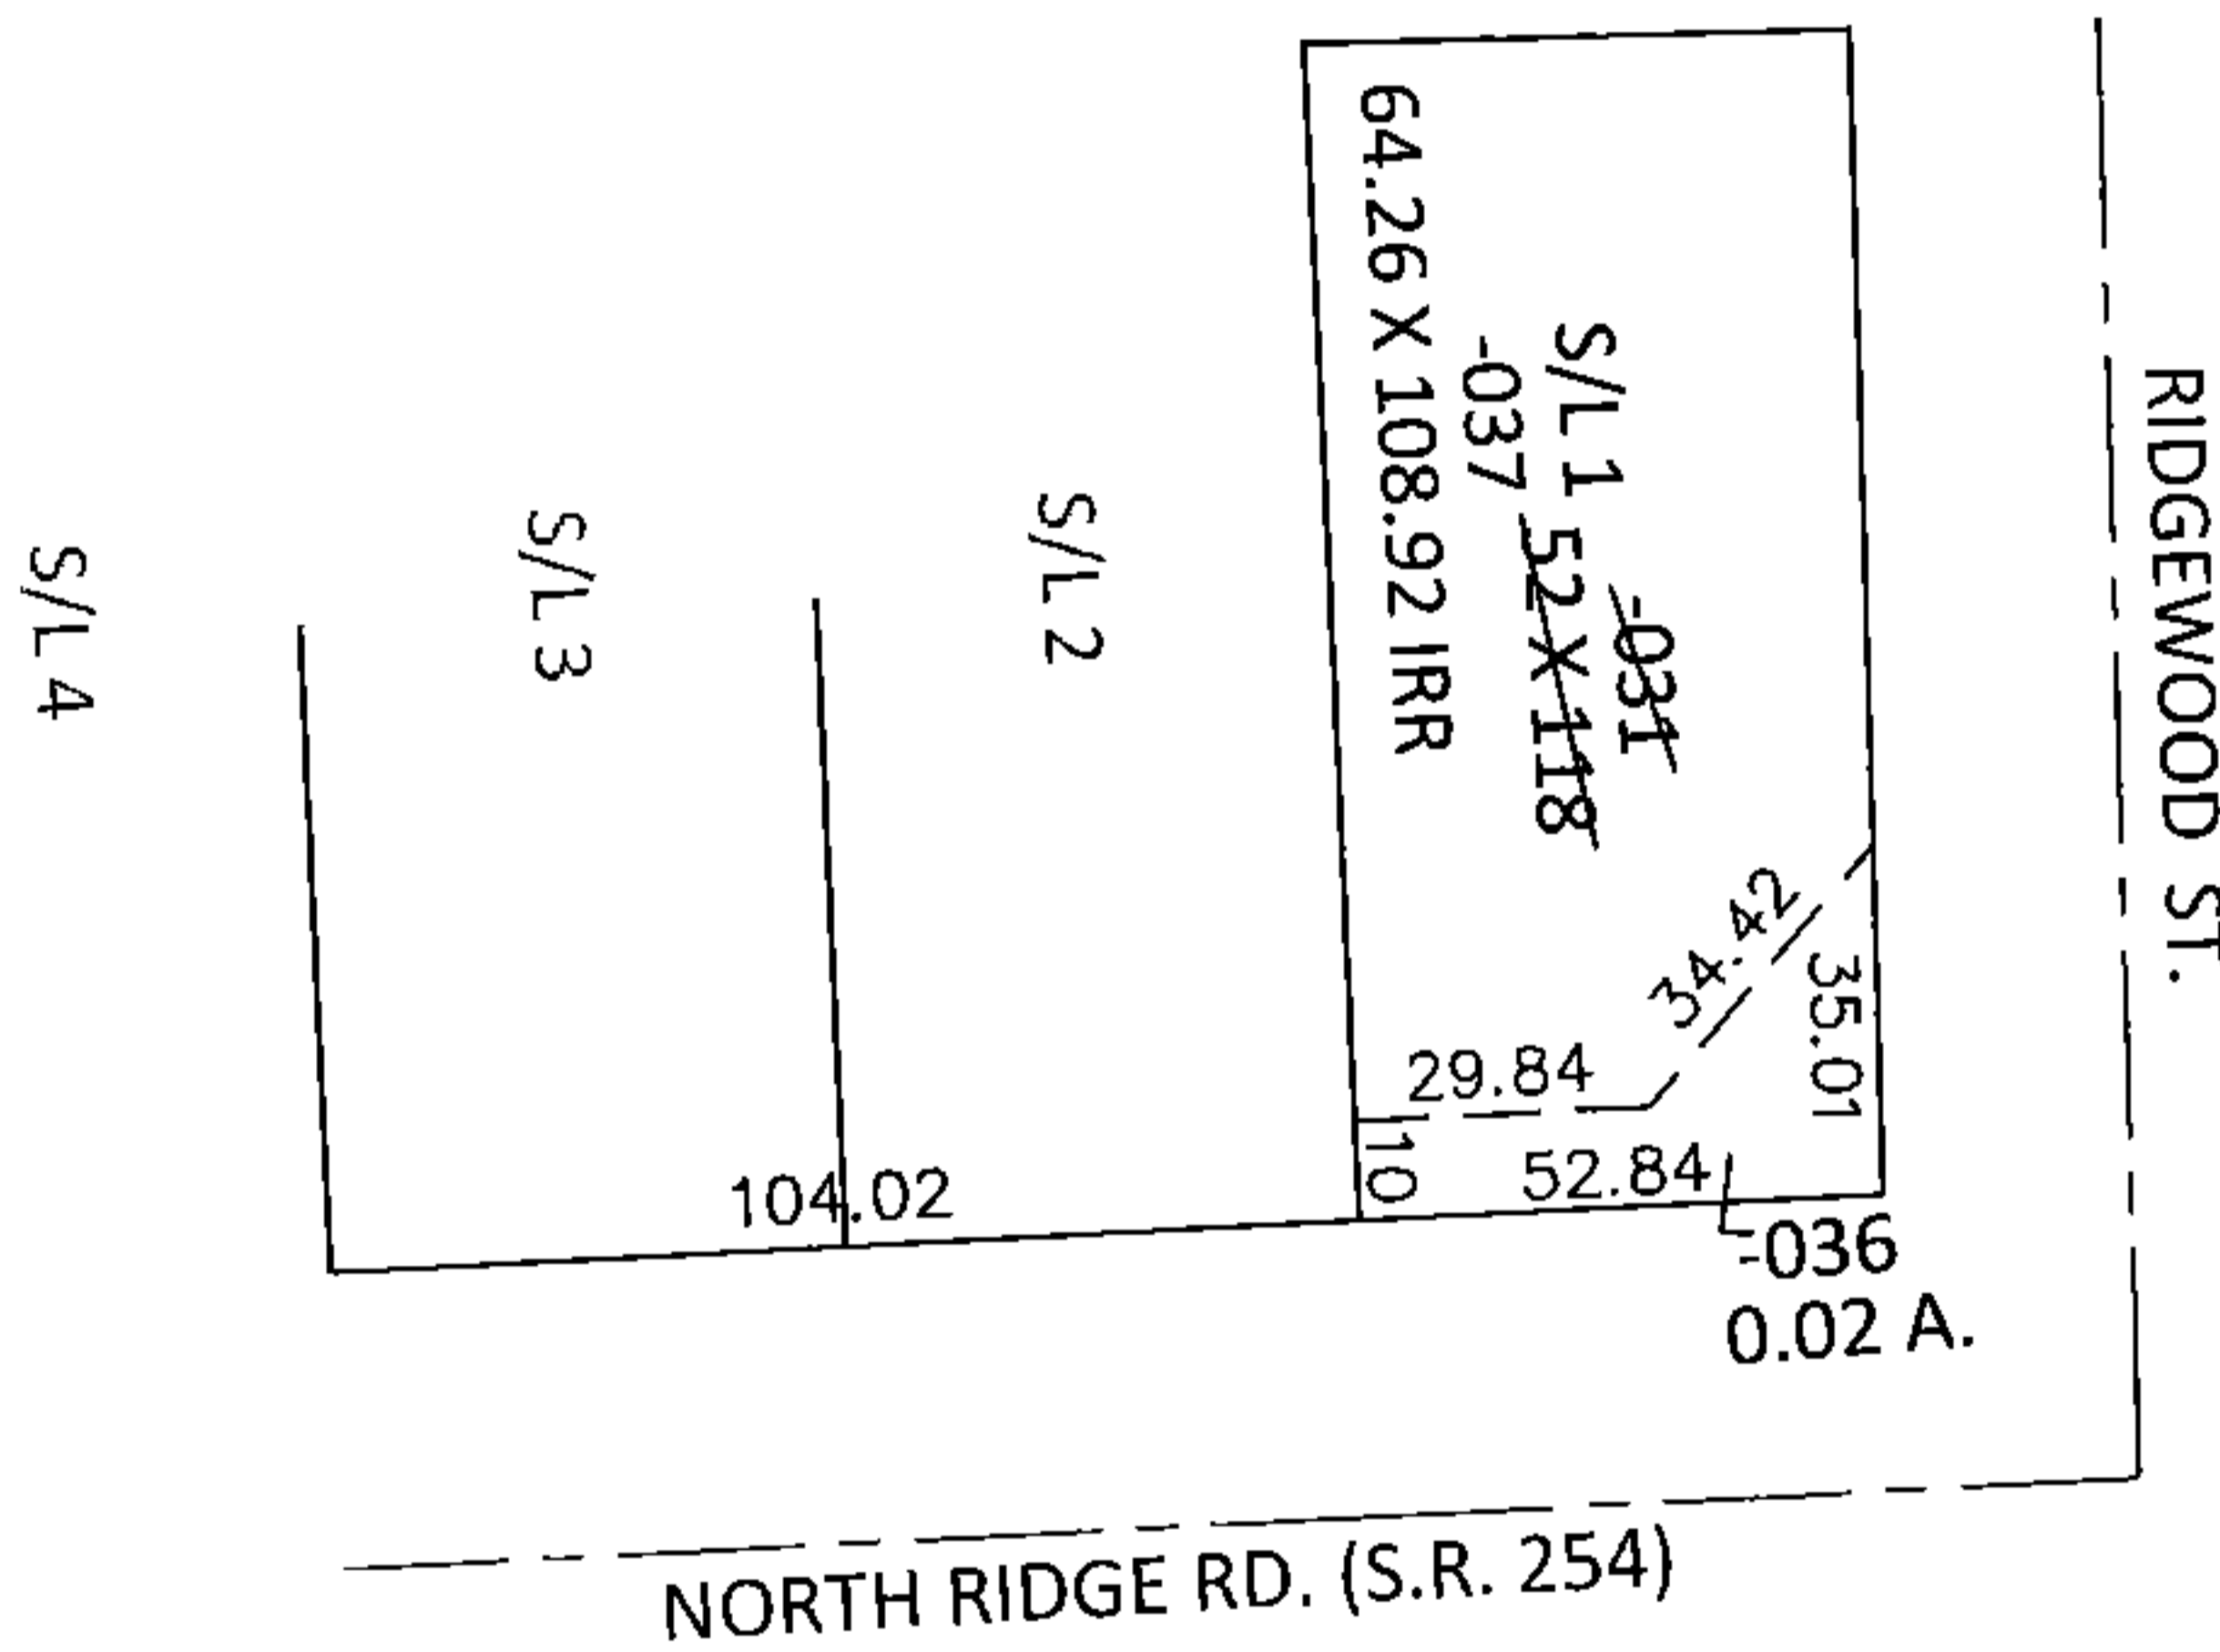 S/L 4
S/L 3
S/L 2
S/L 1
-037
64.26 X 108.92 IRR
52 X 118
-031
RIDGEWOOD ST.
34.42
35.01
29.84
10
52.84
104.02
-036
0.02 A.
NORTH RIDGE RD. (S.R. 254)